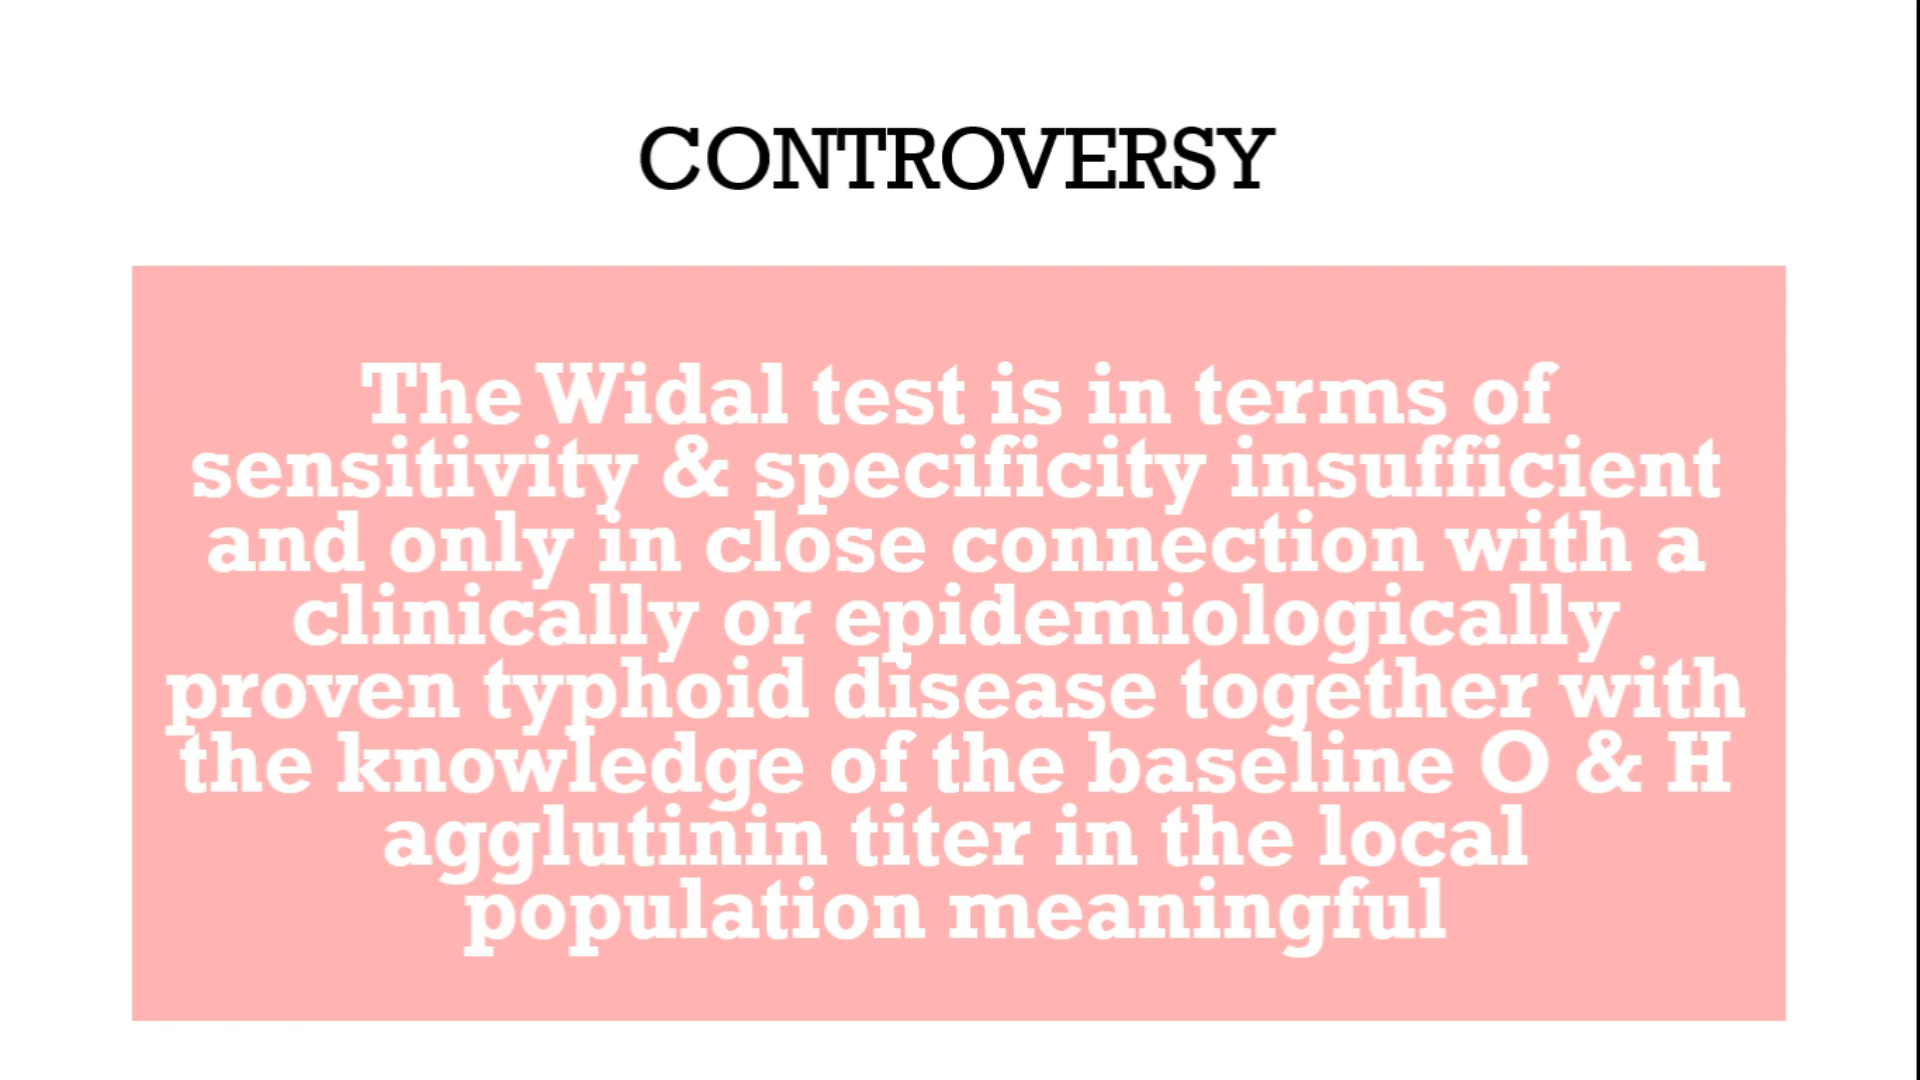 CONTROVERSY
The Widal test is in terms of
sensitivity & specificity insufficient
and only in close connection with a
clinically or epidemiologically
proven typhoid disease together with
the knowledge of the baseline O & H
agglutinin titer in the local
population meaningful